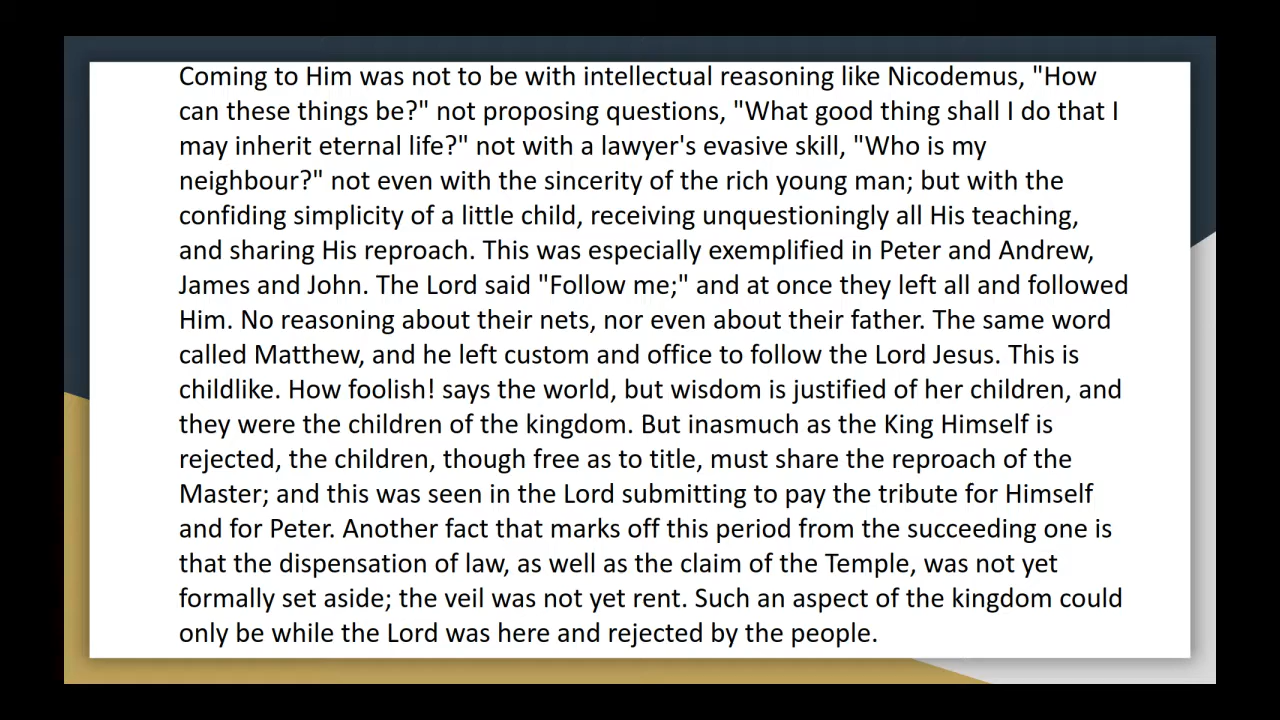 Coming to Him was not to be with intellectual reasoning like Nicodemus, "How
can these things be?" not proposing questions, "What good thing shall I do that I
may inherit eternal life?" not with a lawyer's evasive skill, "Who is my
neighbour?" not even with the sincerity of the rich young man; but with the
confiding simplicity of a little child, receiving unquestioningly all His teaching,
and sharing His reproach. This was especially exemplified in Peter and Andrew,
James and John. The Lord said "Follow me;" and at once they left all and followed
Him. No reasoning about their nets, nor even about their father. The same word
called Matthew, and he left custom and office to follow the Lord Jesus. This is
childlike. How foolish! says the world, but wisdom is justified of her children, and
they were the children of the kingdom. But inasmuch as the King Himself is
rejected, the children, though free as to title, must share the reproach of the
Master; and this was seen in the Lord submitting to pay the tribute for Himself
and for Peter. Another fact that marks off this period from the succeeding one is
that the dispensation of law, as well as the claim of the Temple, was not yet
formally set aside; the veil was not yet rent. Such an aspect of the kingdom could
only be while the Lord was here and rejected by the people.